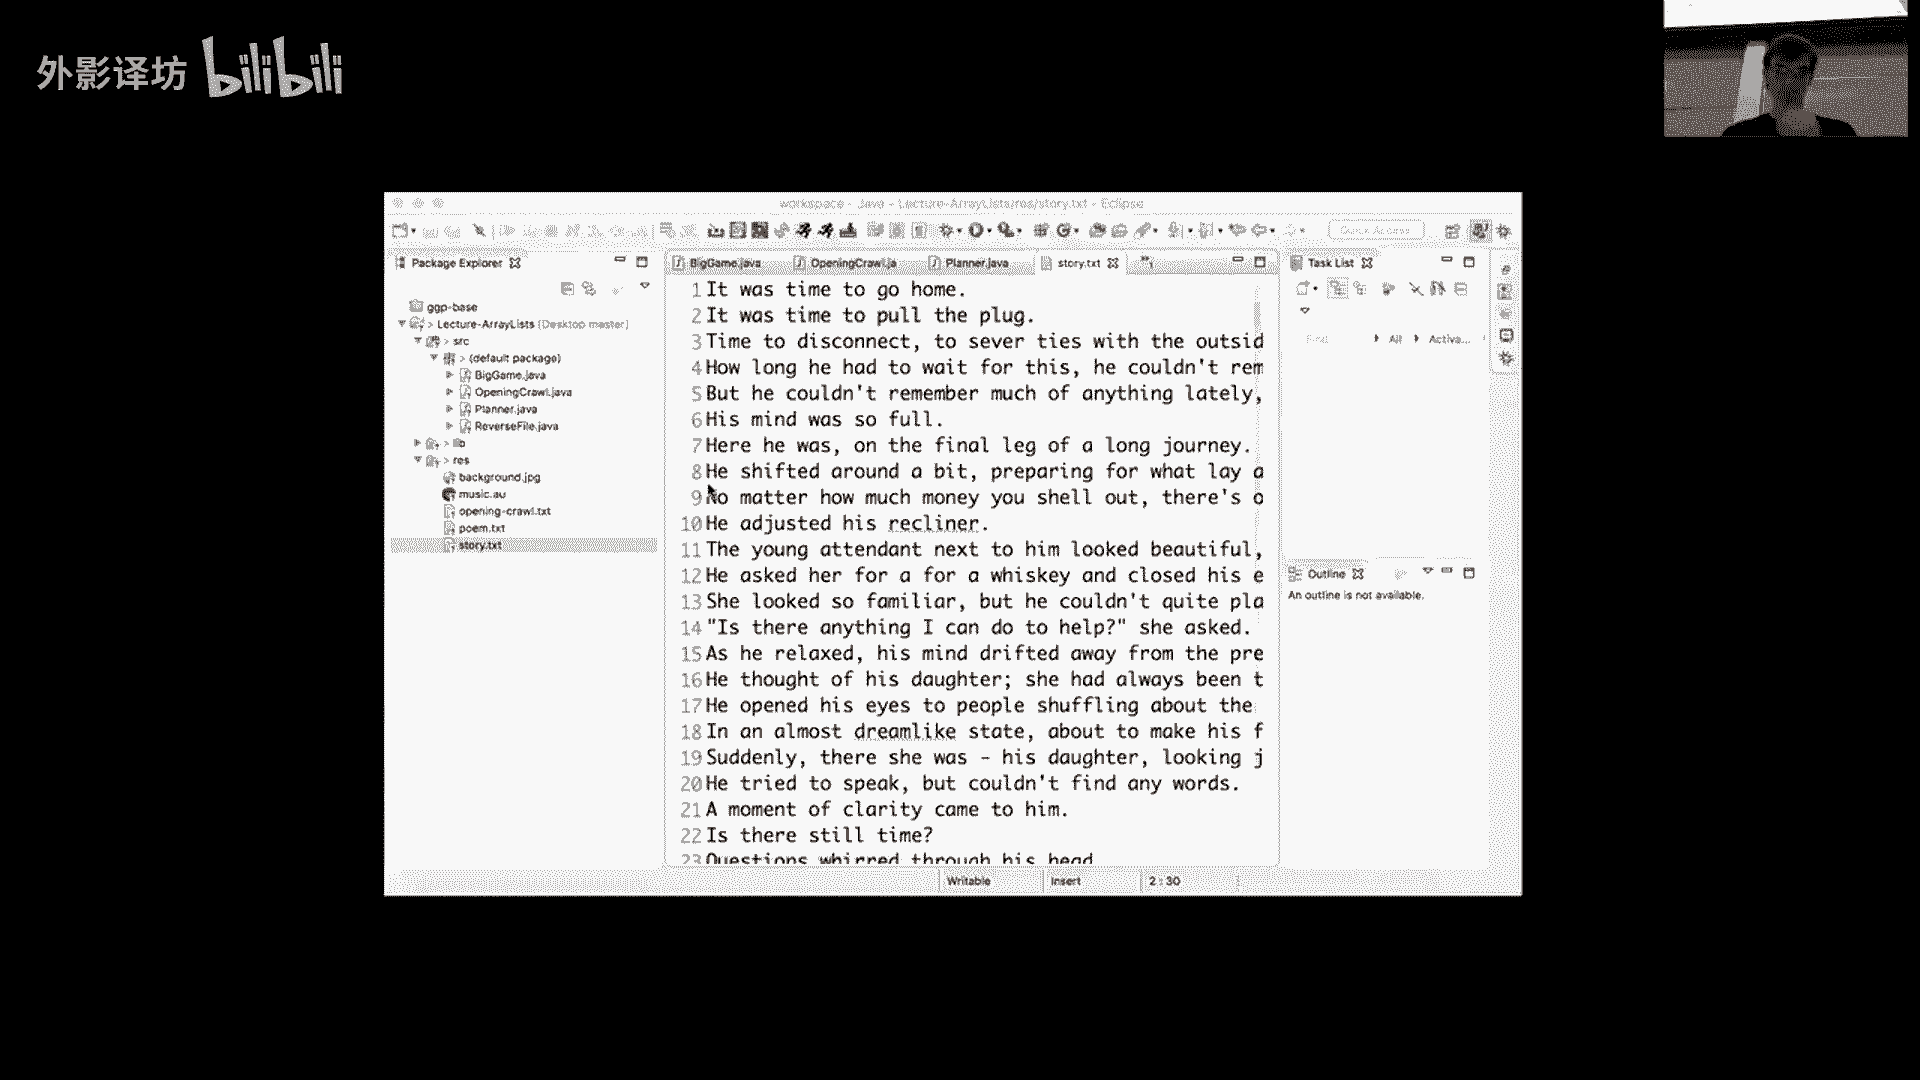 外影译坊 bilibili
workspace - Java - Lecture-ArrayLists/res/story.txt - Eclipse
Quick Access
Package Explorer
BigGame.java
OpeningCrawl.ja
Planner.java
story.txt
Task List
ggp-base
> Lecture-ArrayLists [Desktop master]
> src
> (default package)
BigGame.java
OpeningCrawl.java
Planner.java
ReverseFile.java
> lib
> res
background.jpg
music.au
opening-crawl.txt
poem.txt
story.txt
1 It was time to go home.
2 It was time to pull the plug.
3 Time to disconnect, to sever ties with the outsid
4 How long he had to wait for this, he couldn't rem
5 But he couldn't remember much of anything lately,
6 His mind was so full.
7 Here he was, on the final leg of a long journey.
8 He shifted around a bit, preparing for what lay a
9 No matter how much money you shell out, there's o
10 He adjusted his recliner.
11 The young attendant next to him looked beautiful,
12 He asked her for a for a whiskey and closed his e
13 She looked so familiar, but he couldn't quite pla
14 "Is there anything I can do to help?" she asked.
15 As he relaxed, his mind drifted away from the pre
16 He thought of his daughter; she had always been t
17 He opened his eyes to people shuffling about the
18 In an almost dreamlike state, about to make his f
19 Suddenly, there she was - his daughter, looking j
20 He tried to speak, but couldn't find any words.
21 A moment of clarity came to him.
22 Is there still time?
23 Questions whirred through his head
Find
All
Activa...
Outline
An outline is not available.
Writable
Insert
2 : 30